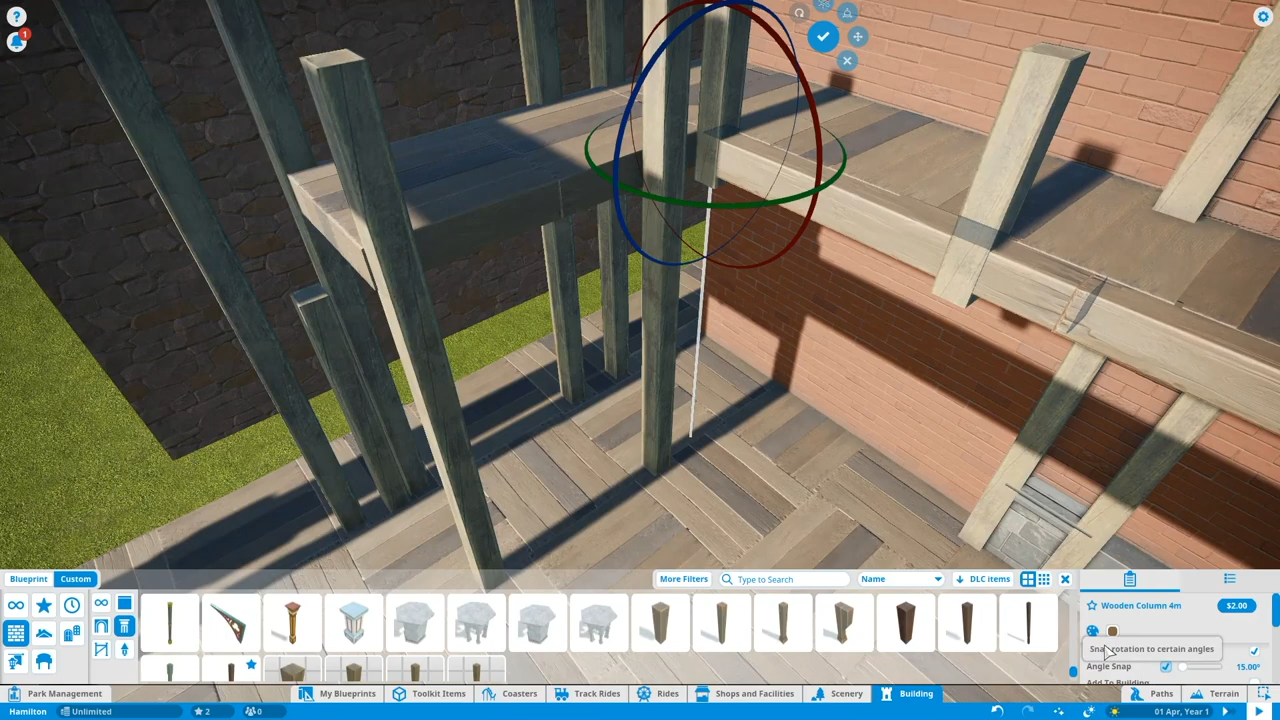 ?
1
Blueprint
Custom
More Filters
Type to Search
Name
DLC items
Wooden Column 4m
$2.00
Snap rotation to certain angles
Angle Snap
15.00°
Park Management
My Blueprints
Toolkit Items
Coasters
Track Rides
Rides
Shops and Facilities
Scenery
Building
Paths
Terrain
Hamilton
Unlimited
2
0
01 Apr, Year 1